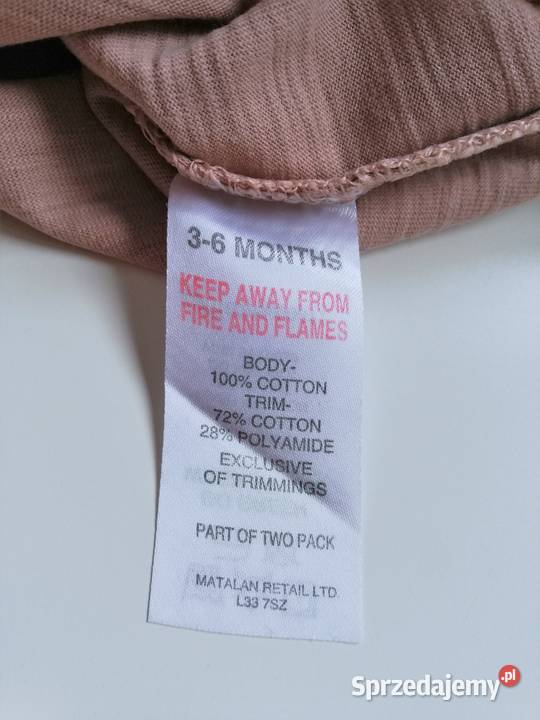 3-6 MONTHS
KEEP AWAY FROM
FIRE AND FLAMES
BODY-
100% COTTON
TRIM-
72% COTTON
28% POLYAMIDE
EXCLUSIVE
OF TRIMMINGS
PART OF TWO PACK
MATALAN RETAIL LTD.
L33 7SZ
Sprzedajemy.pl